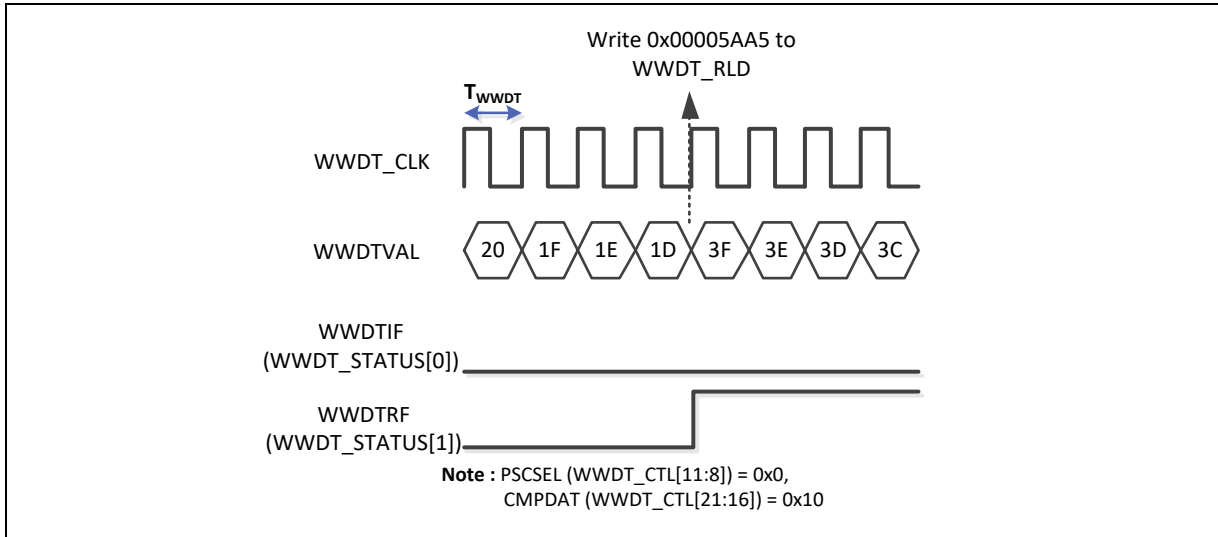 Write 0x00005AA5 to
WWDT_RLD
TWWDT
WWDT_CLK
WWDTVAL
20 1F 1E 1D 3F 3E 3D 3C
WWDTIF
(WWDT_STATUS[0])
WWDTRF
(WWDT_STATUS[1])
Note : PSCSEL (WWDT_CTL[11:8]) = 0x0,
CMPDAT (WWDT_CTL[21:16]) = 0x10